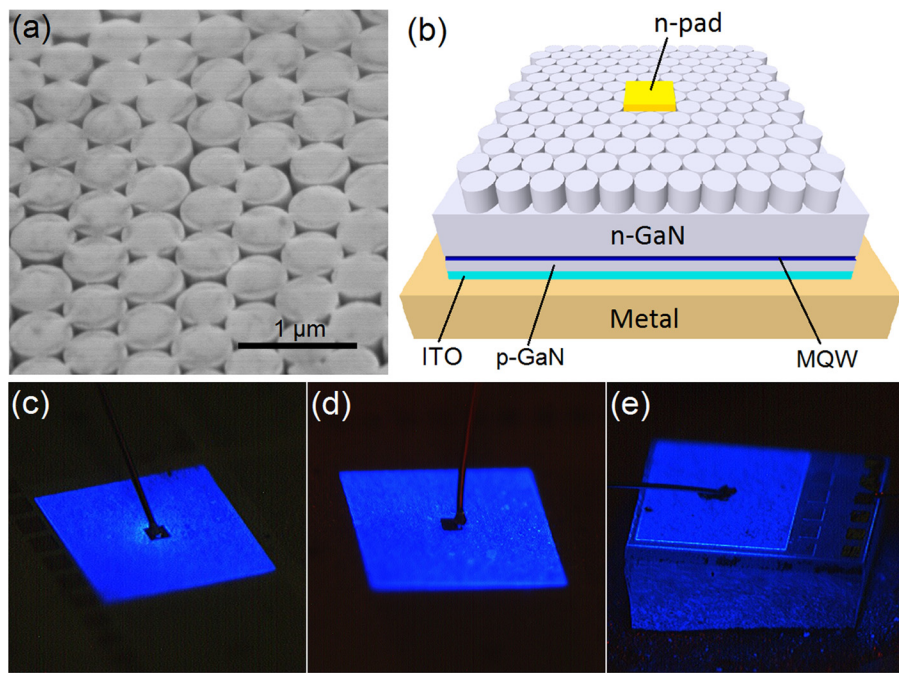 (a)
1 μm
(b)
n-pad
n-GaN
Metal
ITO
p-GaN
MQW
(c)
(d)
(e)